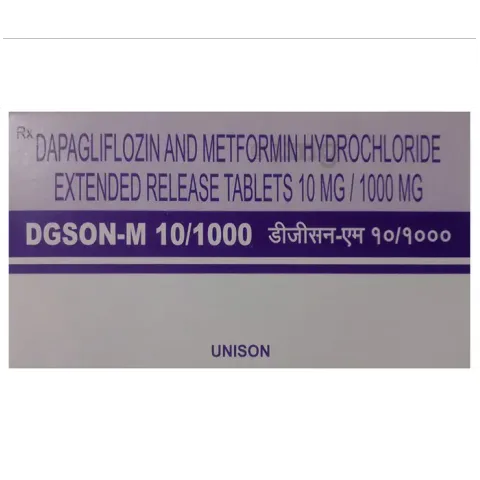 Rx
DAPAGLIFLOZIN AND METFORMIN HYDROCHLORIDE
EXTENDED RELEASE TABLETS 10 MG / 1000 MG
DGSON-M 10/1000 डीजीसन-एम १०/१०००
UNISON